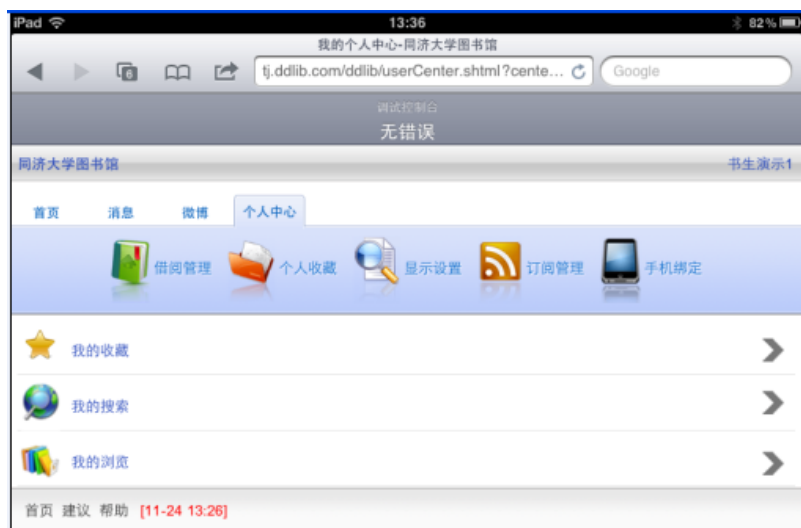 iPad 13:36 82%
我的个人中心-同济大学图书馆
6 tj.ddlib.com/ddlib/userCenter.shtml?cente... Google
调试控制台
无错误
同济大学图书馆 书生演示1
首页 消息 微博 个人中心
借阅管理 个人收藏 显示设置 订阅管理 手机绑定
我的收藏
我的搜索
我的浏览
首页 建议 帮助 [11-24 13:26]